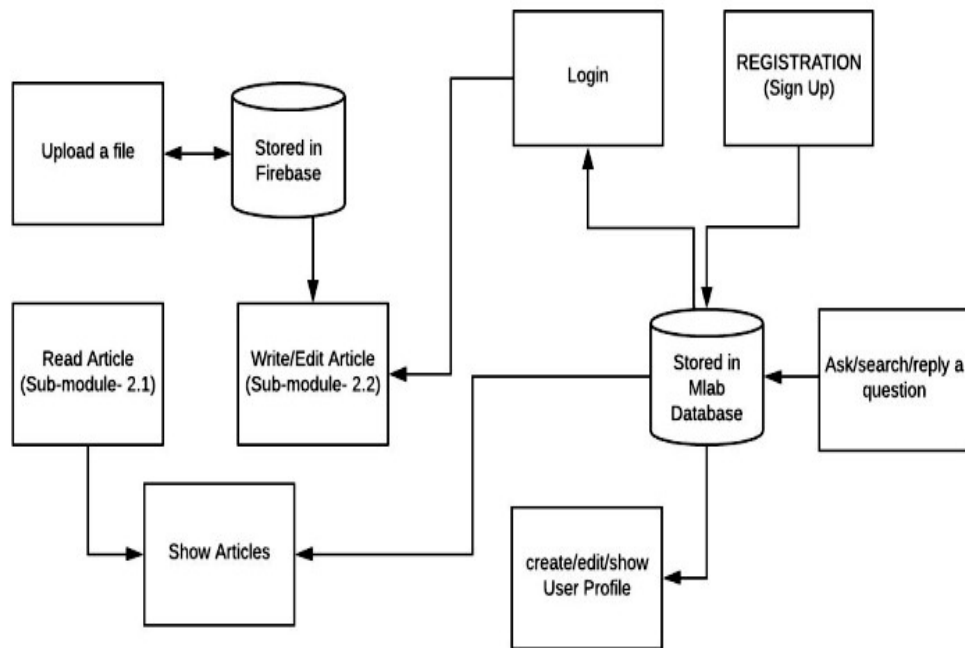 Login
REGISTRATION
(Sign Up)
Upload a file
Stored in
Firebase
Read Article
(Sub-module- 2.1)
Write/Edit Article
(Sub-module- 2.2)
Stored in
Mlab
Database
Ask/search/reply a
question
Show Articles
create/edit/show
User Profile